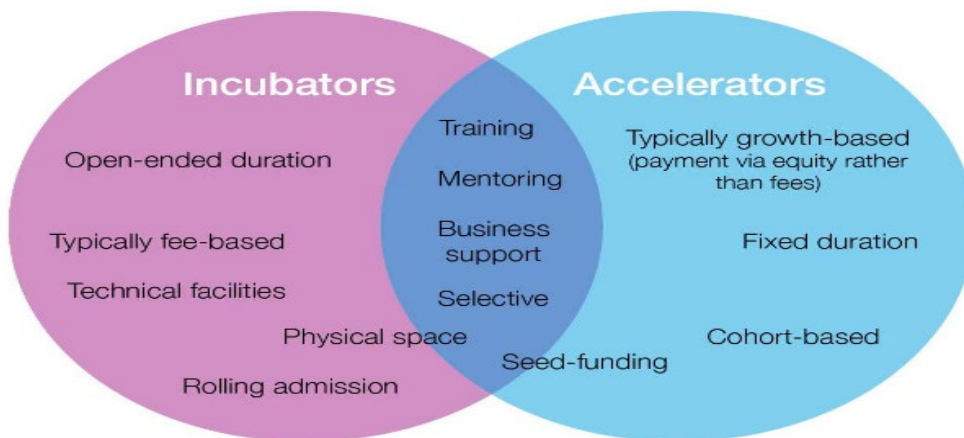 Incubators
Accelerators
Open-ended duration
Typically fee-based
Technical facilities
Physical space
Rolling admission
Training
Mentoring
Business
support
Selective
Seed-funding
Typically growth-based
(payment via equity rather
than fees)
Fixed duration
Cohort-based